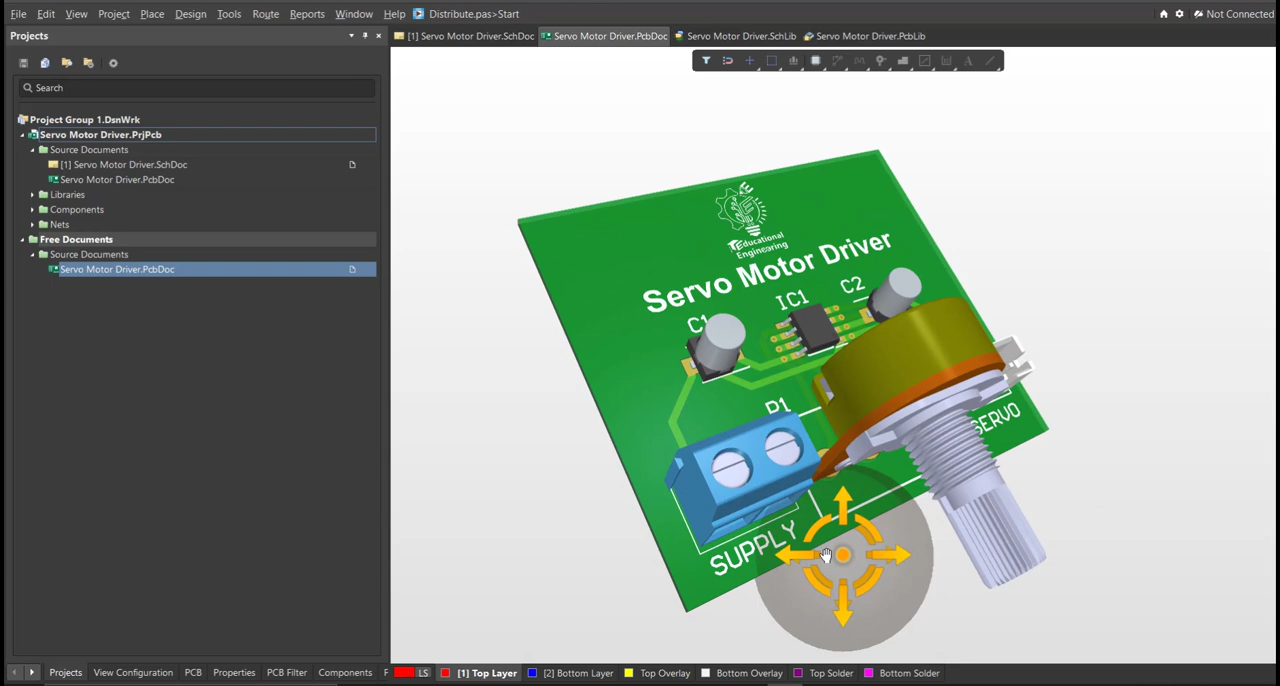 File Edit View Project Place Design Tools Route Reports Window Help Distribute.pas>Start Not Connected
Projects
[1] Servo Motor Driver.SchDoc Servo Motor Driver.PcbDoc Servo Motor Driver.SchLib Servo Motor Driver.PcbLib
Search
Project Group 1.DsnWrk
Servo Motor Driver.PrjPcb
Source Documents
[1] Servo Motor Driver.SchDoc
Servo Motor Driver.PcbDoc
Libraries
Components
Nets
Free Documents
Source Documents
Servo Motor Driver.PcbDoc
Educational
Engineering
Servo Motor Driver
C1
IC1
C2
P1
SERVO
SUPPLY
Projects View Configuration PCB Properties PCB Filter Components F LS [1] Top Layer [2] Bottom Layer Top Overlay Bottom Overlay Top Solder Bottom Solder